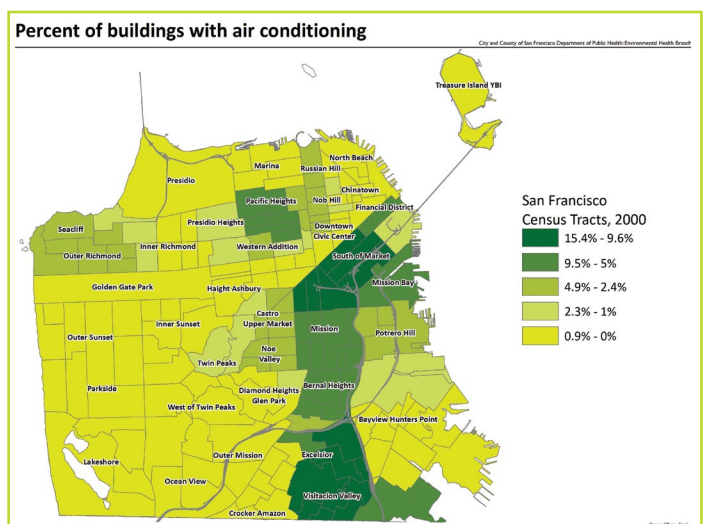 Percent of buildings with air conditioning
City and County of San Francisco Department of Public Health: Environmental Health Branch
Treasure Island YBI
North Beach
Marina
Russian Hill
Presidio
Chinatown
Pacific Heights
Nob Hill
Financial District
Seacliff
Presidio Heights
Downtown
Civic Center
Western Addition
Inner Richmond
Outer Richmond
South of Market
Golden Gate Park
Haight Ashbury
Mission Bay
Castro
Upper Market
Inner Sunset
Outer Sunset
Mission
Potrero Hill
Noe
Valley
Twin Peaks
Parkside
Diamond Heights
Glen Park
Bernal Heights
West of Twin Peaks
Bayview Hunters Point
Outer Mission
Excelsior
Lakeshore
Ocean View
Visitacion Valley
Crocker Amazon
San Francisco
Census Tracts, 2000
15.4% - 9.6%
9.5% - 5%
4.9% - 2.4%
2.3% - 1%
0.9% - 0%